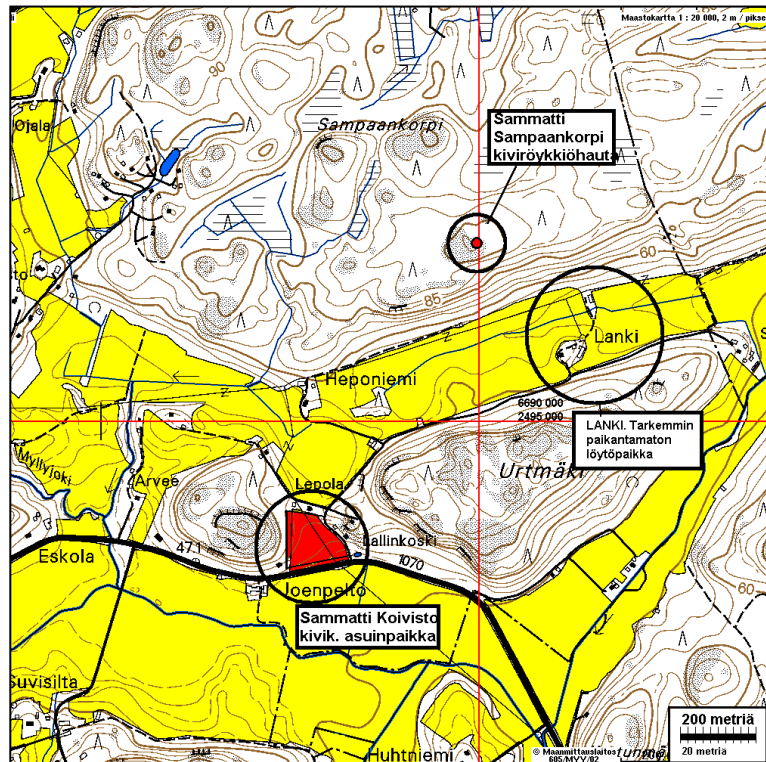 Maastokartta 1 : 20 000, 2 m / pikse
90
Ojala
Sampaankorpi
Sammatti
Sampaankorpi
kiviröykkiöhauta
60
85
Lanki
Heponiemi
6690 000
2495 000
LANKI. Tarkemmin
paikantamaton
löytöpaikka
Myllyjoki
Arvee
Urtmäki
Lepola
Lallinkoski
47.1
1070
Eskola
Joenpelto
Sammatti Koivisto
kivik. asuinpaikka
Suvisilta
Huhtniemi
200 metriä
20 metria
© Maanmittauslaitos
605/MYY/02